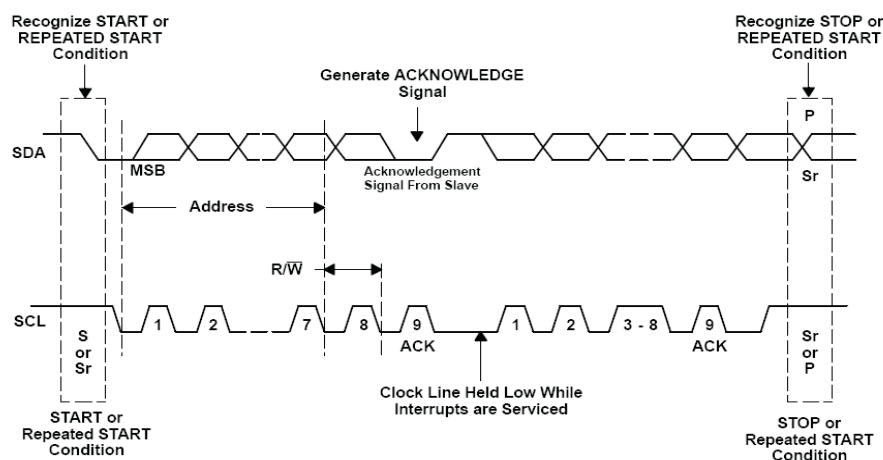 Recognize START or
REPEATED START
Condition
Recognize STOP or
REPEATED START
Condition
Generate ACKNOWLEDGE
Signal
P
SDA
MSB
Acknowledgement
Signal From Slave
Sr
Address
R/W̅
SCL
1
2
7
8
9
1
2
3 - 8
9
ACK
ACK
S
or
Sr
Sr
or
P
Clock Line Held Low While
Interrupts are Serviced
START or
Repeated START
Condition
STOP or
Repeated START
Condition